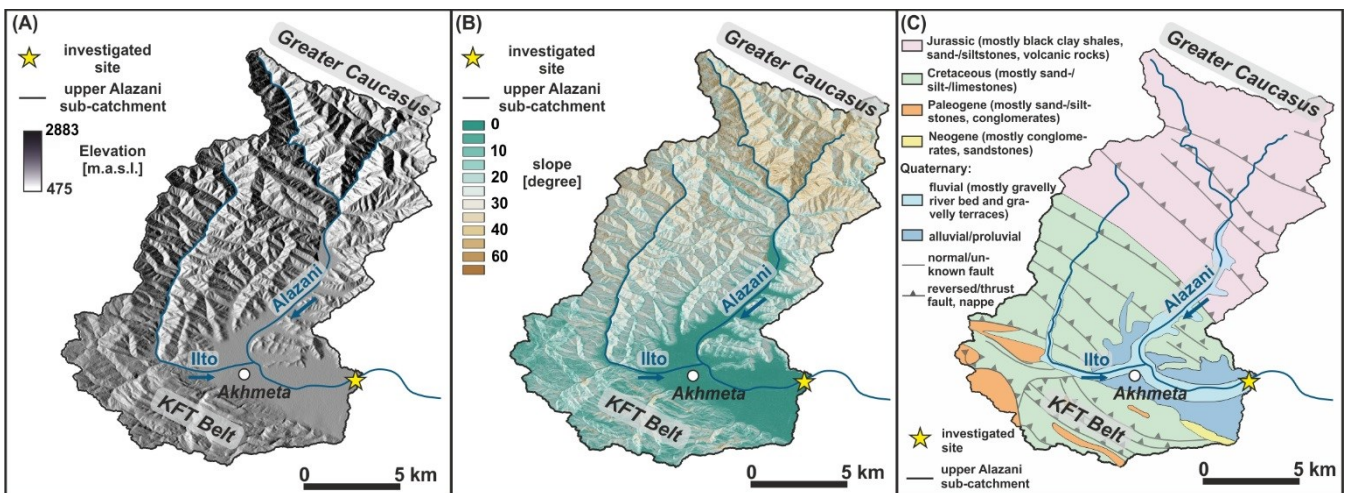 (A)
Greater Caucasus
investigated
site
upper Alazani
sub-catchment
2883
Elevation
[m.a.s.l.]
475
Alazani
Ilto
Akhmeta
KFT Belt
0 5 km
(B)
Greater Caucasus
investigated
site
upper Alazani
sub-catchment
0
10
20
30
40
60
slope
[degree]
Alazani
Ilto
Akhmeta
KFT Belt
0 5 km
(C)
Jurassic (mostly black clay shales,
sand-/siltstones, volcanic rocks)
Greater Caucasus
Cretaceous (mostly sand-/
silt-/limestones)
Paleogene (mostly sand-/silt-
stones, conglomerates)
Neogene (mostly conglome-
rates, sandstones)
Quaternary:
fluvial (mostly gravelly
river bed and gra-
velly terraces)
alluvial/proluvial
normal/un-
known fault
reversed/thrust
fault, nappe
Alazani
Ilto
Akhmeta
KFT Belt
investigated
site
upper Alazani
sub-catchment
0 5 km